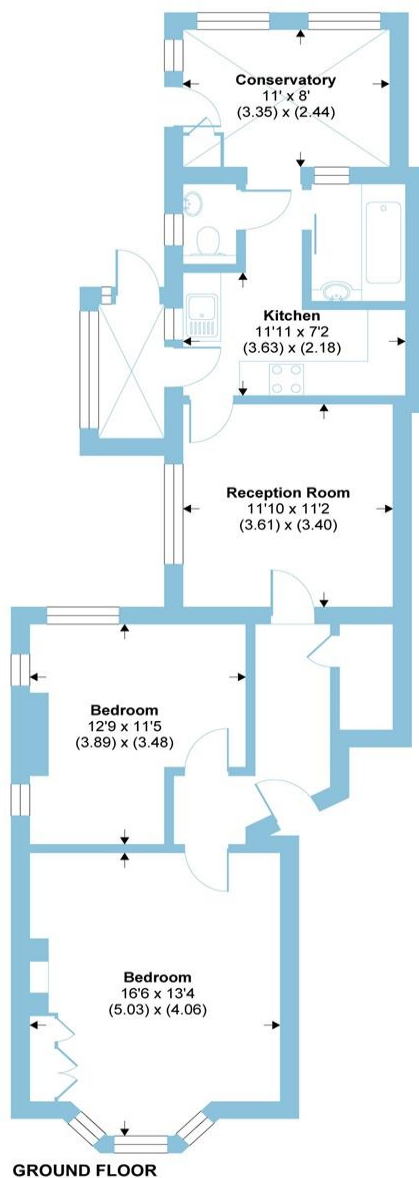 Conservatory
11' x 8'
(3.35) x (2.44)
Kitchen
11'11 x 7'2
(3.63) x (2.18)
Reception Room
11'10 x 11'2
(3.61) x (3.40)
Bedroom
12'9 x 11'5
(3.89) x (3.48)
Bedroom
16'6 x 13'4
(5.03) x (4.06)
GROUND FLOOR